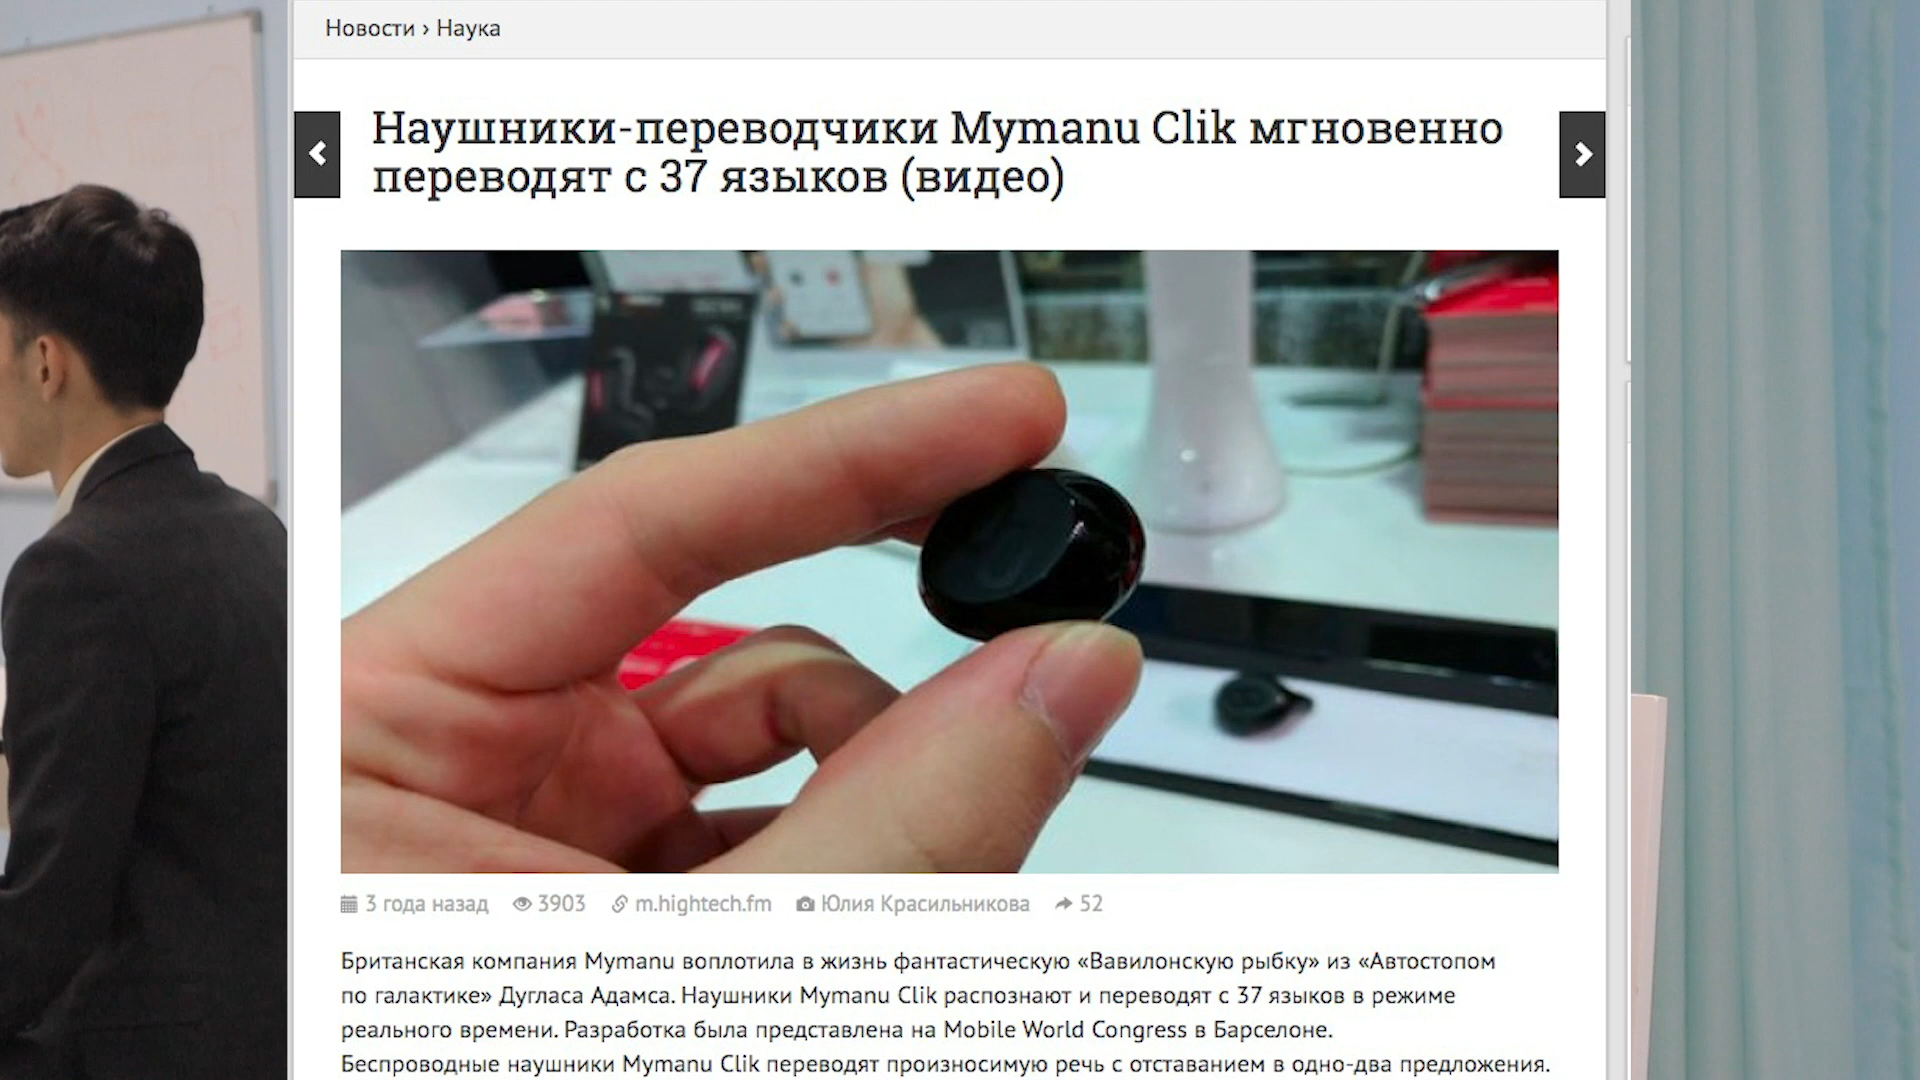 Новости › Наука
Наушники-переводчики Mymanu Clik мгновенно
переводят с 37 языков (видео)
3 года назад 3903 m.hightech.fm Юлия Красильникова 52
Британская компания Mymanu воплотила в жизнь фантастическую «Вавилонскую рыбку» из «Автостопом
по галактике» Дугласа Адамса. Наушники Mymanu Clik распознают и переводят с 37 языков в режиме
реального времени. Разработка была представлена на Mobile World Congress в Барселоне.
Беспроводные наушники Mymanu Clik переводят произносимую речь с отставанием в одно-два предложения.